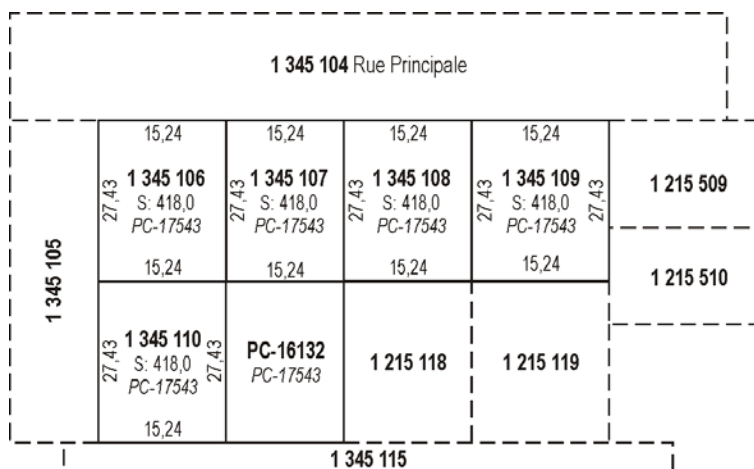 1 345 104 Rue Principale
15,24 15,24 15,24 15,24
27,43 1 345 106 27,43 1 345 107 27,43 1 345 108 27,43 1 345 109 27,43
S: 418,0 S: 418,0 S: 418,0 S: 418,0
PC-17543 PC-17543 PC-17543 PC-17543
15,24 15,24 15,24 15,24
1 215 509
1 345 105
1 215 510
27,43 1 345 110 27,43
S: 418,0
PC-17543
15,24
PC-16132
PC-17543
1 215 118
1 215 119
1 345 115